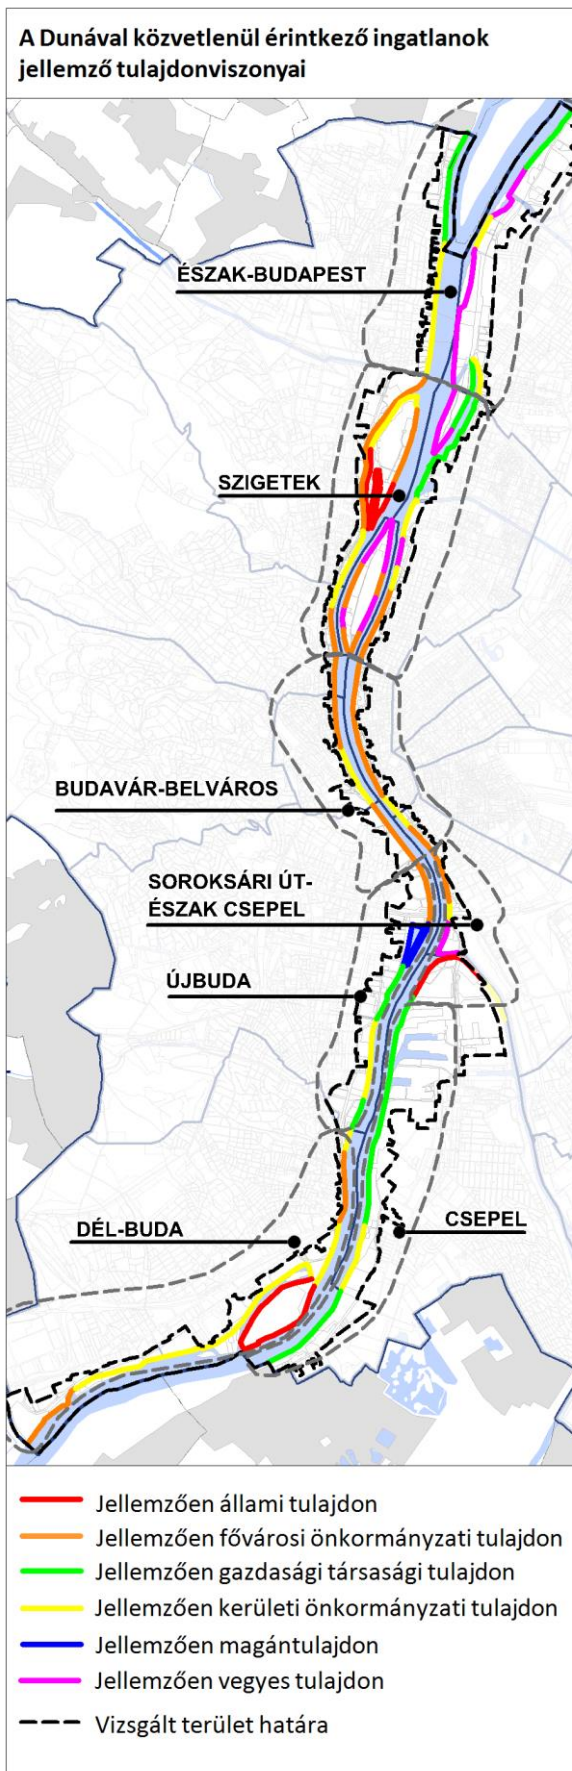 A Dunával közvetlenül érintkező ingatlanok
jellemző tulajdonviszonyai
ÉSZAK-BUDAPEST
SZIGETEK
BUDAVÁR-BELVÁROS
SOROKSÁRI ÚT-
ÉSZAK CSEPEL
ÚJBUDA
DÉL-BUDA
CSEPEL
Jellemzően állami tulajdon
Jellemzően fővárosi önkormányzati tulajdon
Jellemzően gazdasági társasági tulajdon
Jellemzően kerületi önkormányzati tulajdon
Jellemzően magántulajdon
Jellemzően vegyes tulajdon
Vizsgált terület határa